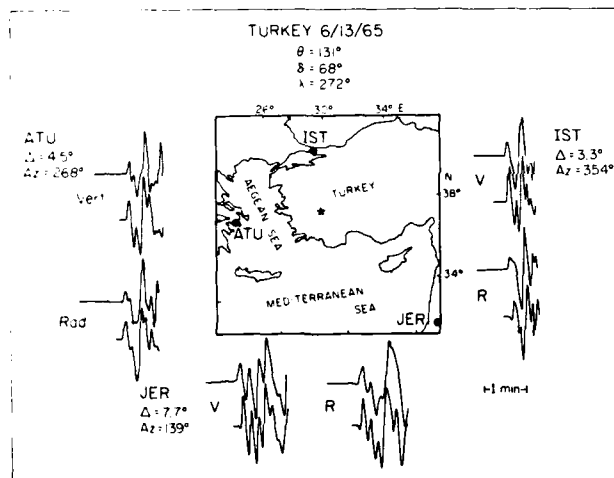 TURKEY 6/13/65
θ = 131°
δ = 68°
λ = 272°
26° 34° E
ATU
Δ = 4.5°
Az = 268°
Vert
Rad
IST
TURKEY
AEGEAN SEA
ATU
MEDITERRANEAN
SEA
JER
N
38°
34°
IST
Δ = 3.3°
Az = 354°
V
R
1 min
JER
Δ = 7.7°
Az = 139°
V
R